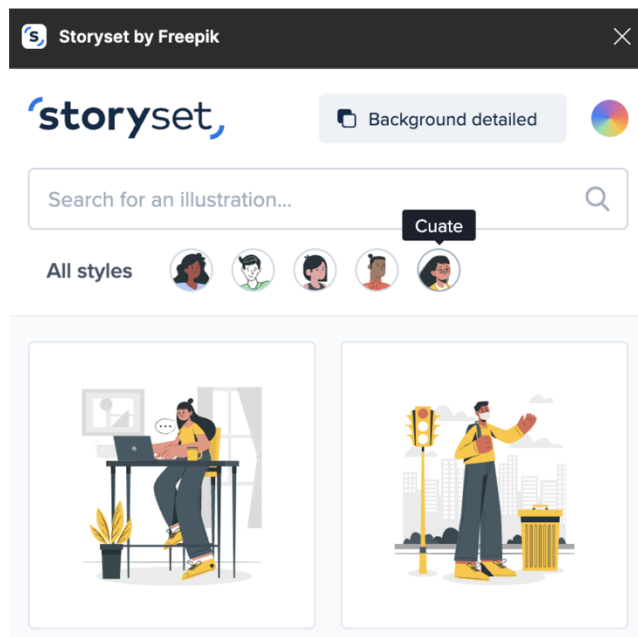 Storyset by Freepik
storyset
Background detailed
Search for an illustration...
Cuate
All styles